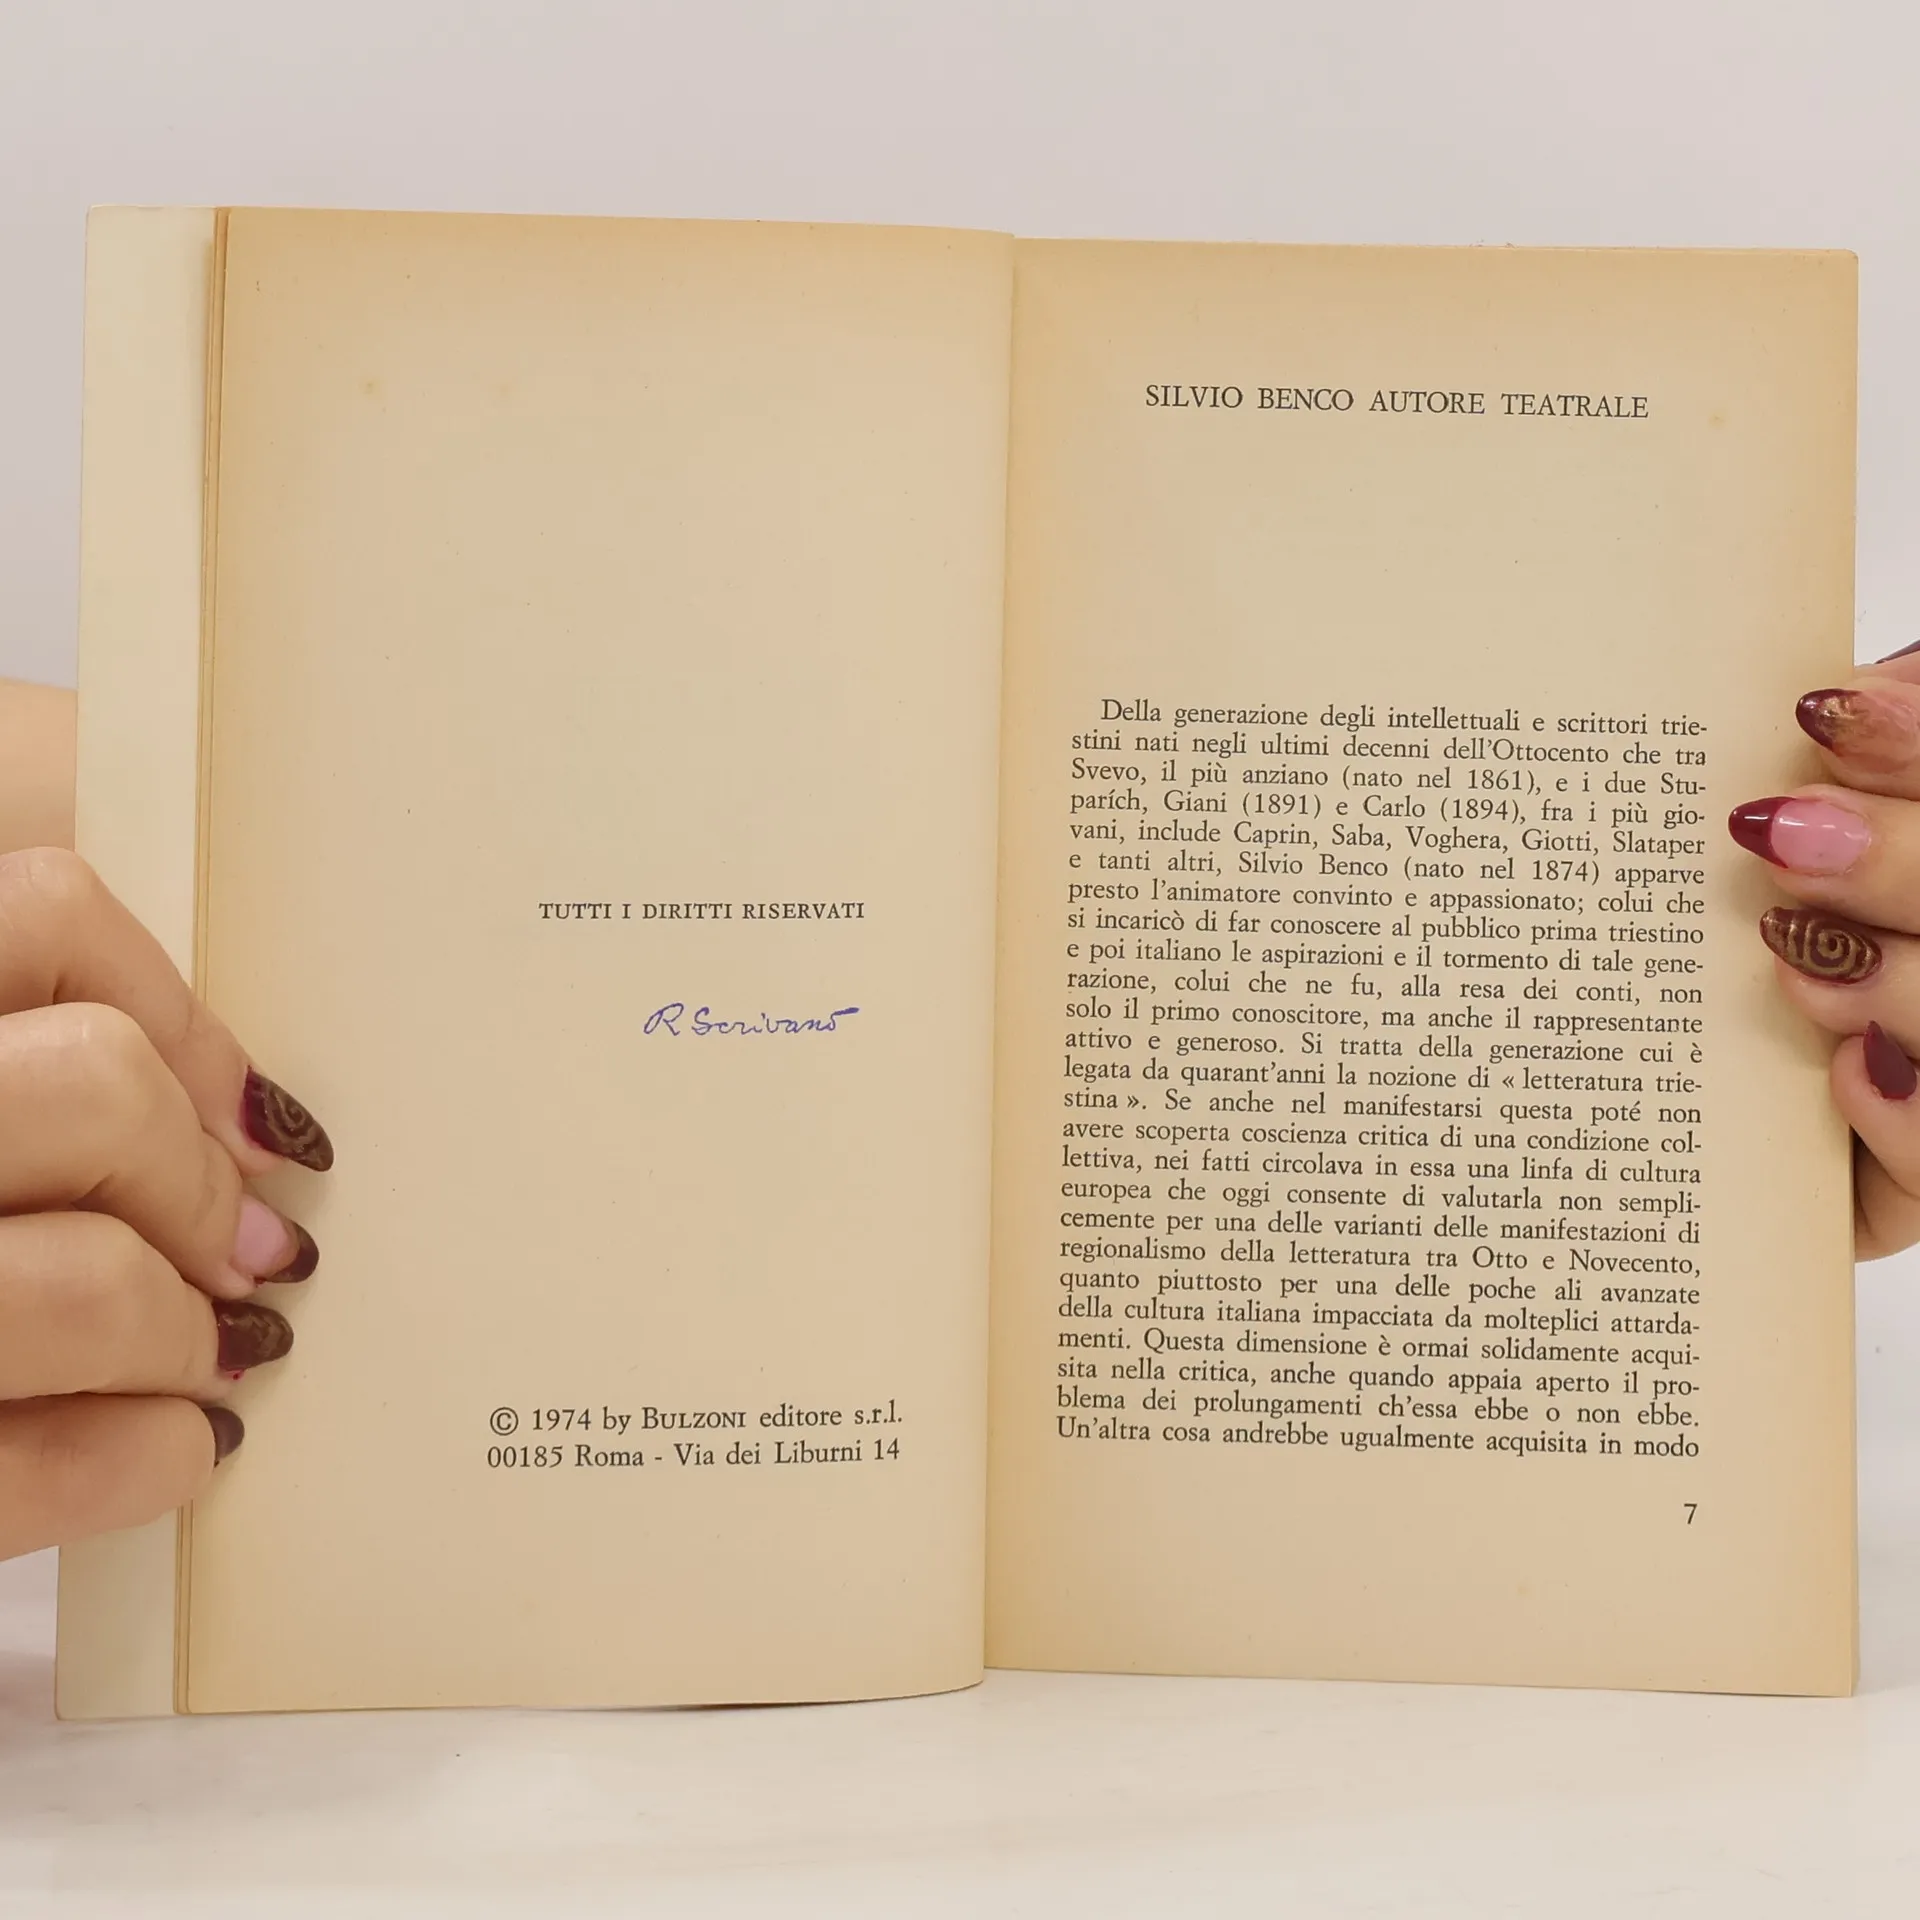 TUTTI I DIRITTI RISERVATI
R Scrivano
© 1974 by BULZONI editore s.r.l.
00185 Roma - Via dei Liburni 14
SILVIO BENCO AUTORE TEATRALE
Della generazione degli intellettuali e scrittori trie-
stini nati negli ultimi decenni dell'Ottocento che tra
Svevo, il più anziano (nato nel 1861), e i due Stu-
parích, Giani (1891) e Carlo (1894), fra i più gio-
vani, include Caprin, Saba, Voghera, Giotti, Slataper
e tanti altri, Silvio Benco (nato nel 1874) apparve
presto l'animatore convinto e appassionato; colui che
si incaricò di far conoscere al pubblico prima triestino
e poi italiano le aspirazioni e il tormento di tale gene-
razione, colui che ne fu, alla resa dei conti, non
solo il primo conoscitore, ma anche il rappresentante
attivo e generoso. Si tratta della generazione cui è
legata da quarant'anni la nozione di « letteratura trie-
stina ». Se anche nel manifestarsi questa poté non
avere scoperta coscienza critica di una condizione col-
lettiva, nei fatti circolava in essa una linfa di cultura
europea che oggi consente di valutarla non sempli-
cemente per una delle varianti delle manifestazioni di
regionalismo della letteratura tra Otto e Novecento,
quanto piuttosto per una delle poche ali avanzate
della cultura italiana impacciata da molteplici attarda-
menti. Questa dimensione è ormai solidamente acqui-
sita nella critica, anche quando appaia aperto il pro-
blema dei prolungamenti ch'essa ebbe o non ebbe.
Un'altra cosa andrebbe ugualmente acquisita in modo
7